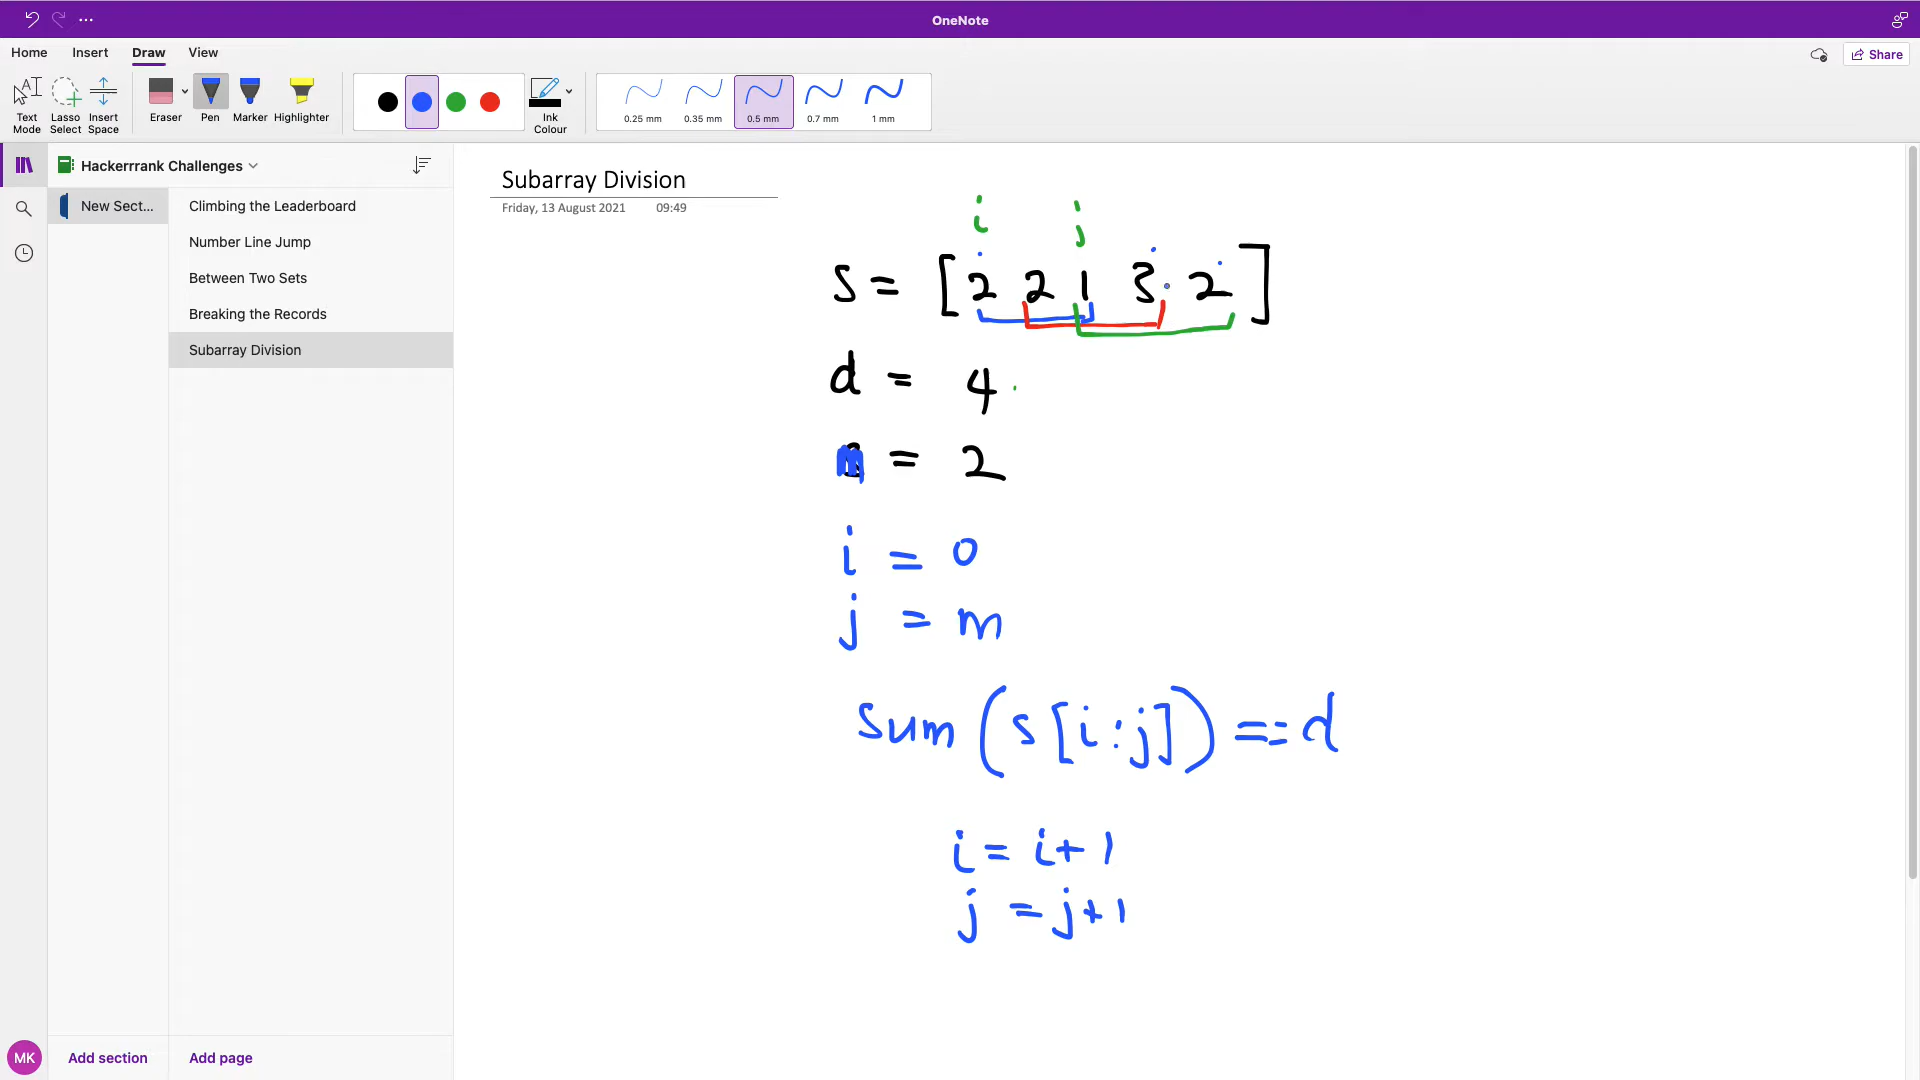 OneNote
Home Insert Draw View
Share
Text Mode
Lasso Select
Insert Space
Eraser
Pen
Marker
Highlighter
Ink Colour
0.25 mm
0.35 mm
0.5 mm
0.7 mm
1 mm
Hackerrrank Challenges
New Sect...
Climbing the Leaderboard
Number Line Jump
Between Two Sets
Breaking the Records
Subarray Division
Subarray Division
Friday, 13 August 2021 09:49
i j
s = [ 2 2 1 3 2 ]
d = 4
m = 2
i = 0
j = m
sum (s[i:j]) == d
i = i+1
j = j+1
MK
Add section
Add page